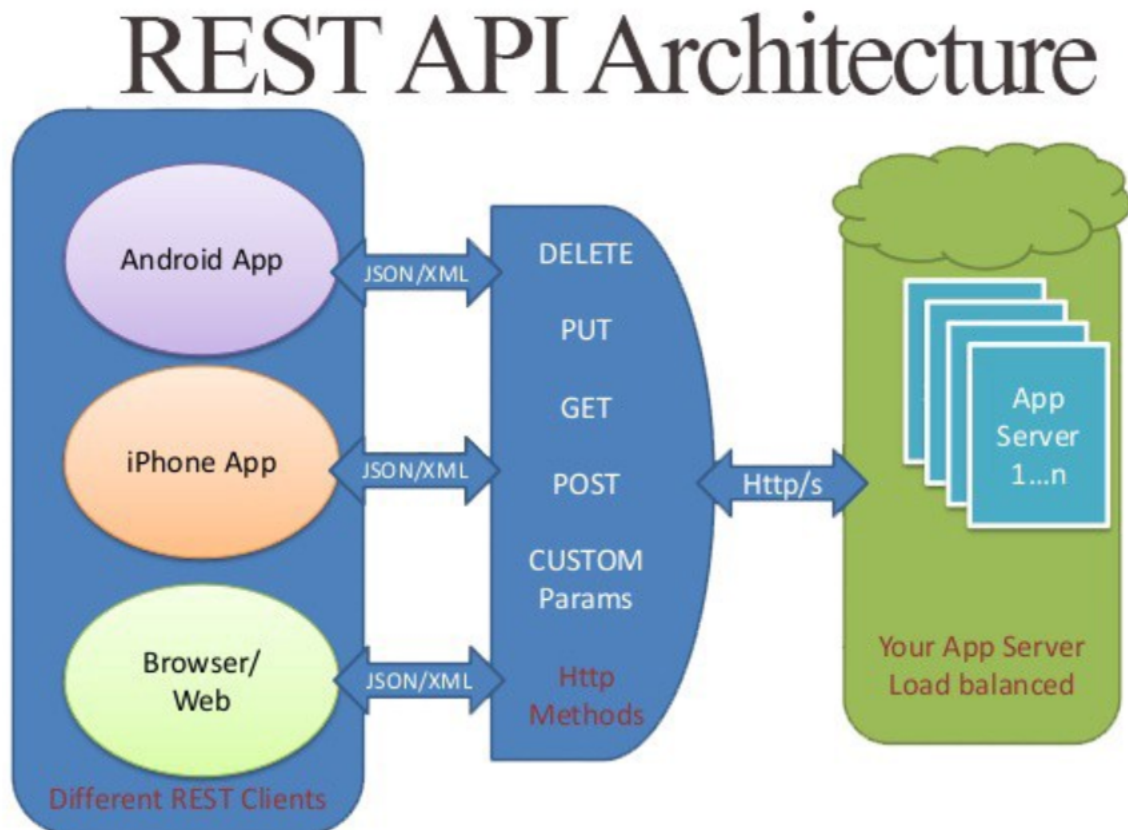 REST API Architecture
Android App
JSON/XML
iPhone App
JSON/XML
Browser/
Web
JSON/XML
Different REST Clients
DELETE
PUT
GET
POST
CUSTOM
Params
Http
Methods
Http/s
App
Server
1...n
Your App Server
Load balanced